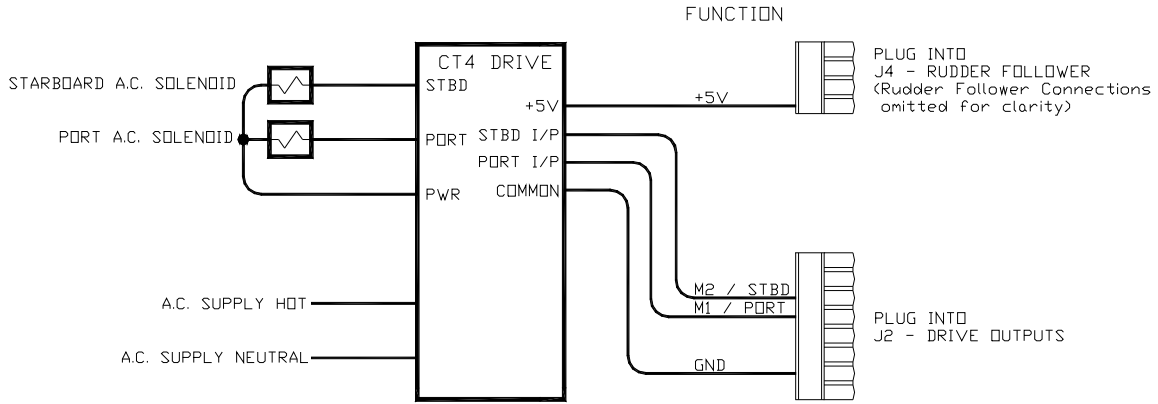 FUNCTION
CT4 DRIVE
STARBOARD A.C. SOLENOID
STBD
PORT A.C. SOLENOID
PORT
PWR
A.C. SUPPLY HOT
A.C. SUPPLY NEUTRAL
+5V
STBD I/P
PORT I/P
COMMON
+5V
PLUG INTO
J4 - RUDDER FOLLOWER
(Rudder Follower Connections
omitted for clarity)
M2 / STBD
M1 / PORT
GND
PLUG INTO
J2 - DRIVE OUTPUTS